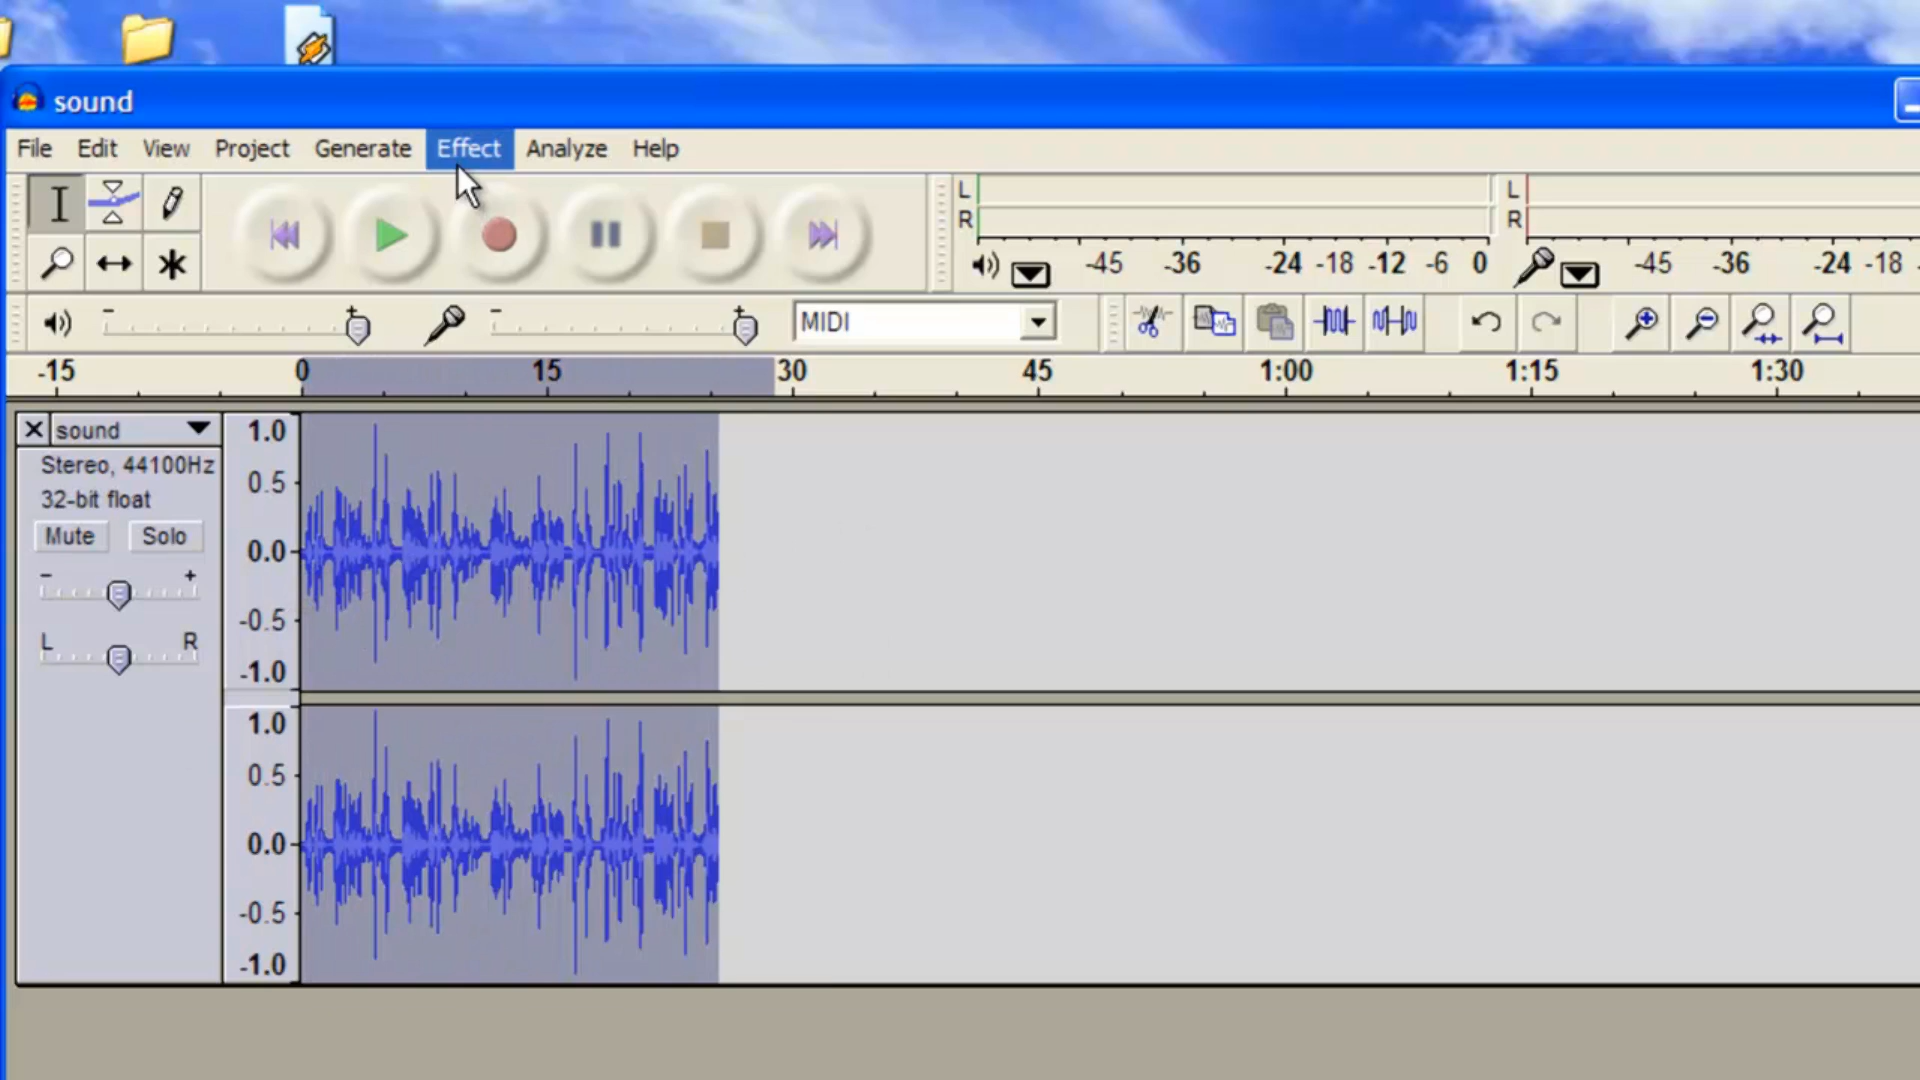 sound
File Edit View Project Generate Effect Analyze Help
L L
R R
-45 -36 -24 -18 -12 -6 0 -45 -36 -24 -18
- + - + MIDI
-15 0 15 30 45 1:00 1:15 1:30
sound 1.0
Stereo, 44100Hz 0.5
32-bit float
Mute Solo 0.0
- + -0.5
L R -1.0
1.0
0.5
0.0
-0.5
-1.0